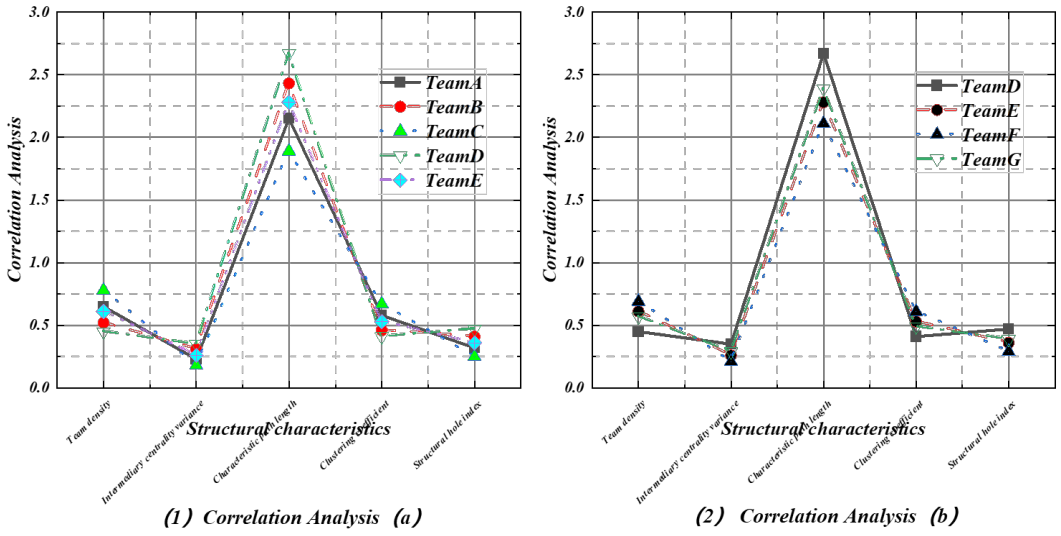 3.0
2.5
2.0
1.5
1.0
0.5
0.0
Correlation Analysis
TeamA
TeamB
TeamC
TeamD
TeamE
Team density
Intermediary centrality variance
Characteristic path length
Clustering coefficient
Structural hole index
Structural characteristics
(1) Correlation Analysis (a)
3.0
2.5
2.0
1.5
1.0
0.5
0.0
Correlation Analysis
TeamD
TeamE
TeamF
TeamG
Team density
Intermediary centrality variance
Characteristic path length
Clustering coefficient
Structural hole index
Structural characteristics
(2) Correlation Analysis (b)